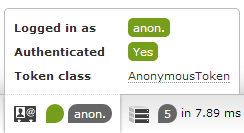 Logged in as anon.
Authenticated Yes
Token class AnonymousToken
anon. 5 in 7.89 ms